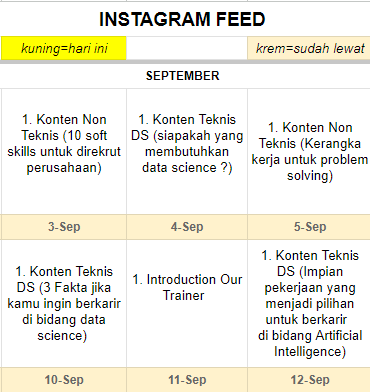 INSTAGRAM FEED
kuning=hari ini
krem=sudah lewat
SEPTEMBER
1. Konten Non
Teknis (10 soft
skills untuk direkrut
perusahaan)
1. Konten Teknis
DS (siapakah yang
membutuhkan
data science ?)
1. Konten Non
Teknis (Kerangka
kerja untuk problem
solving)
3-Sep
4-Sep
5-Sep
1. Konten Teknis
DS (3 Fakta jika
kamu ingin berkarir
di bidang data
science)
1. Introduction Our
Trainer
1. Konten Teknis
DS (Impian
pekerjaan yang
menjadi pilihan
untuk berkarir
di bidang Artificial
Intelligence)
10-Sep
11-Sep
12-Sep